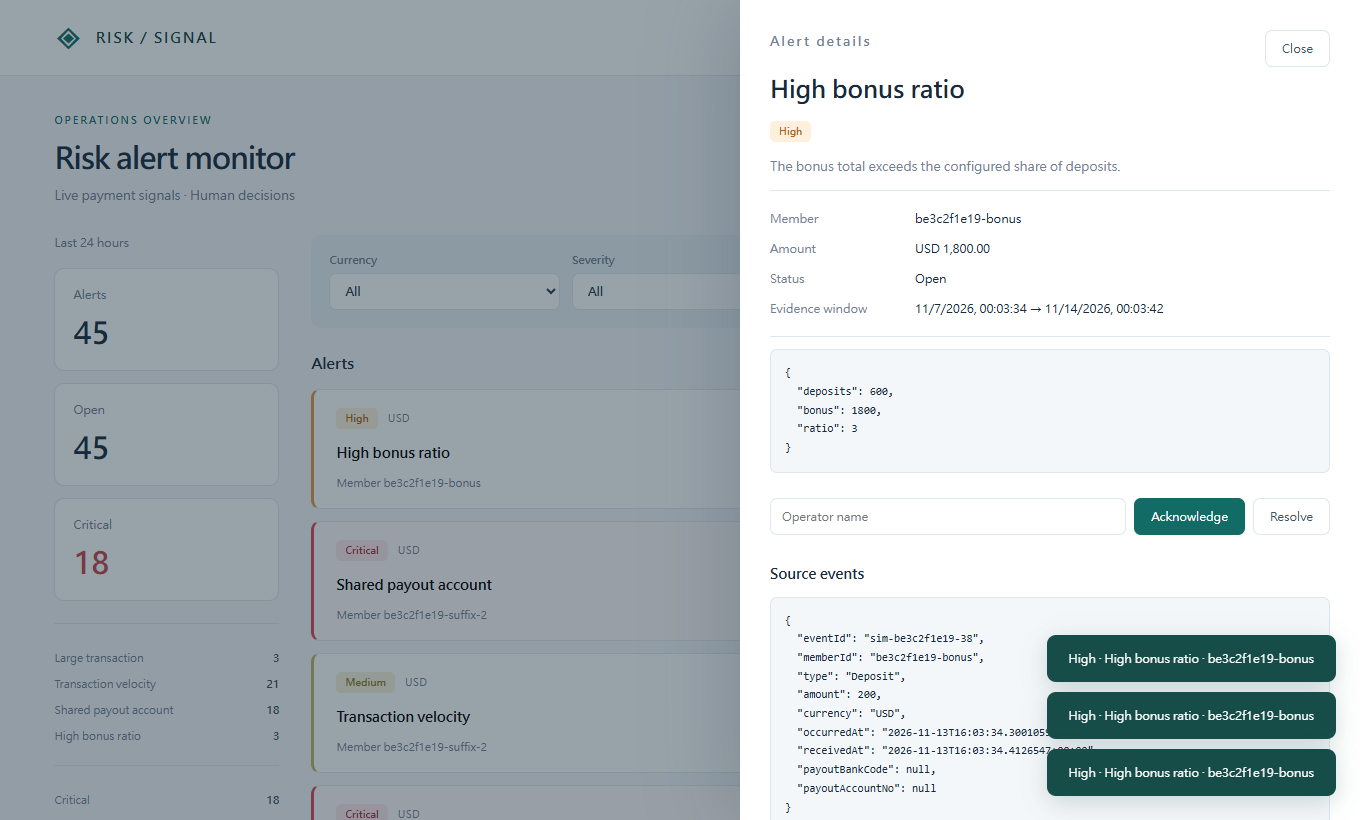 RISK / SIGNAL
OPERATIONS OVERVIEW
Risk alert monitor
Live payment signals · Human decisions
Last 24 hours
Alerts
45
Open
45
Critical
18
Large transaction 3
Transaction velocity 21
Shared payout account 18
High bonus ratio 3
Critical 18
Currency
All
Severity
All
Alerts
High USD
High bonus ratio
Member be3c2f1e19-bonus
Critical USD
Shared payout account
Member be3c2f1e19-suffix-2
Medium USD
Transaction velocity
Member be3c2f1e19-suffix-2
Critical USD
Alert details
Close
High bonus ratio
High
The bonus total exceeds the configured share of deposits.
Member be3c2f1e19-bonus
Amount USD 1,800.00
Status Open
Evidence window 11/7/2026, 00:03:34 → 11/14/2026, 00:03:42
{
"deposits": 600,
"bonus": 1800,
"ratio": 3
}
Operator name
Acknowledge
Resolve
Source events
{
"eventId": "sim-be3c2f1e19-38",
"memberId": "be3c2f1e19-bonus",
"type": "Deposit",
"amount": 200,
"currency": "USD",
"occurredAt": "2026-11-13T16:03:34.300105
"receivedAt": "2026-11-13T16:03:34.4126547
"payoutBankCode": null,
"payoutAccountNo": null
}
High · High bonus ratio · be3c2f1e19-bonus
High · High bonus ratio · be3c2f1e19-bonus
High · High bonus ratio · be3c2f1e19-bonus